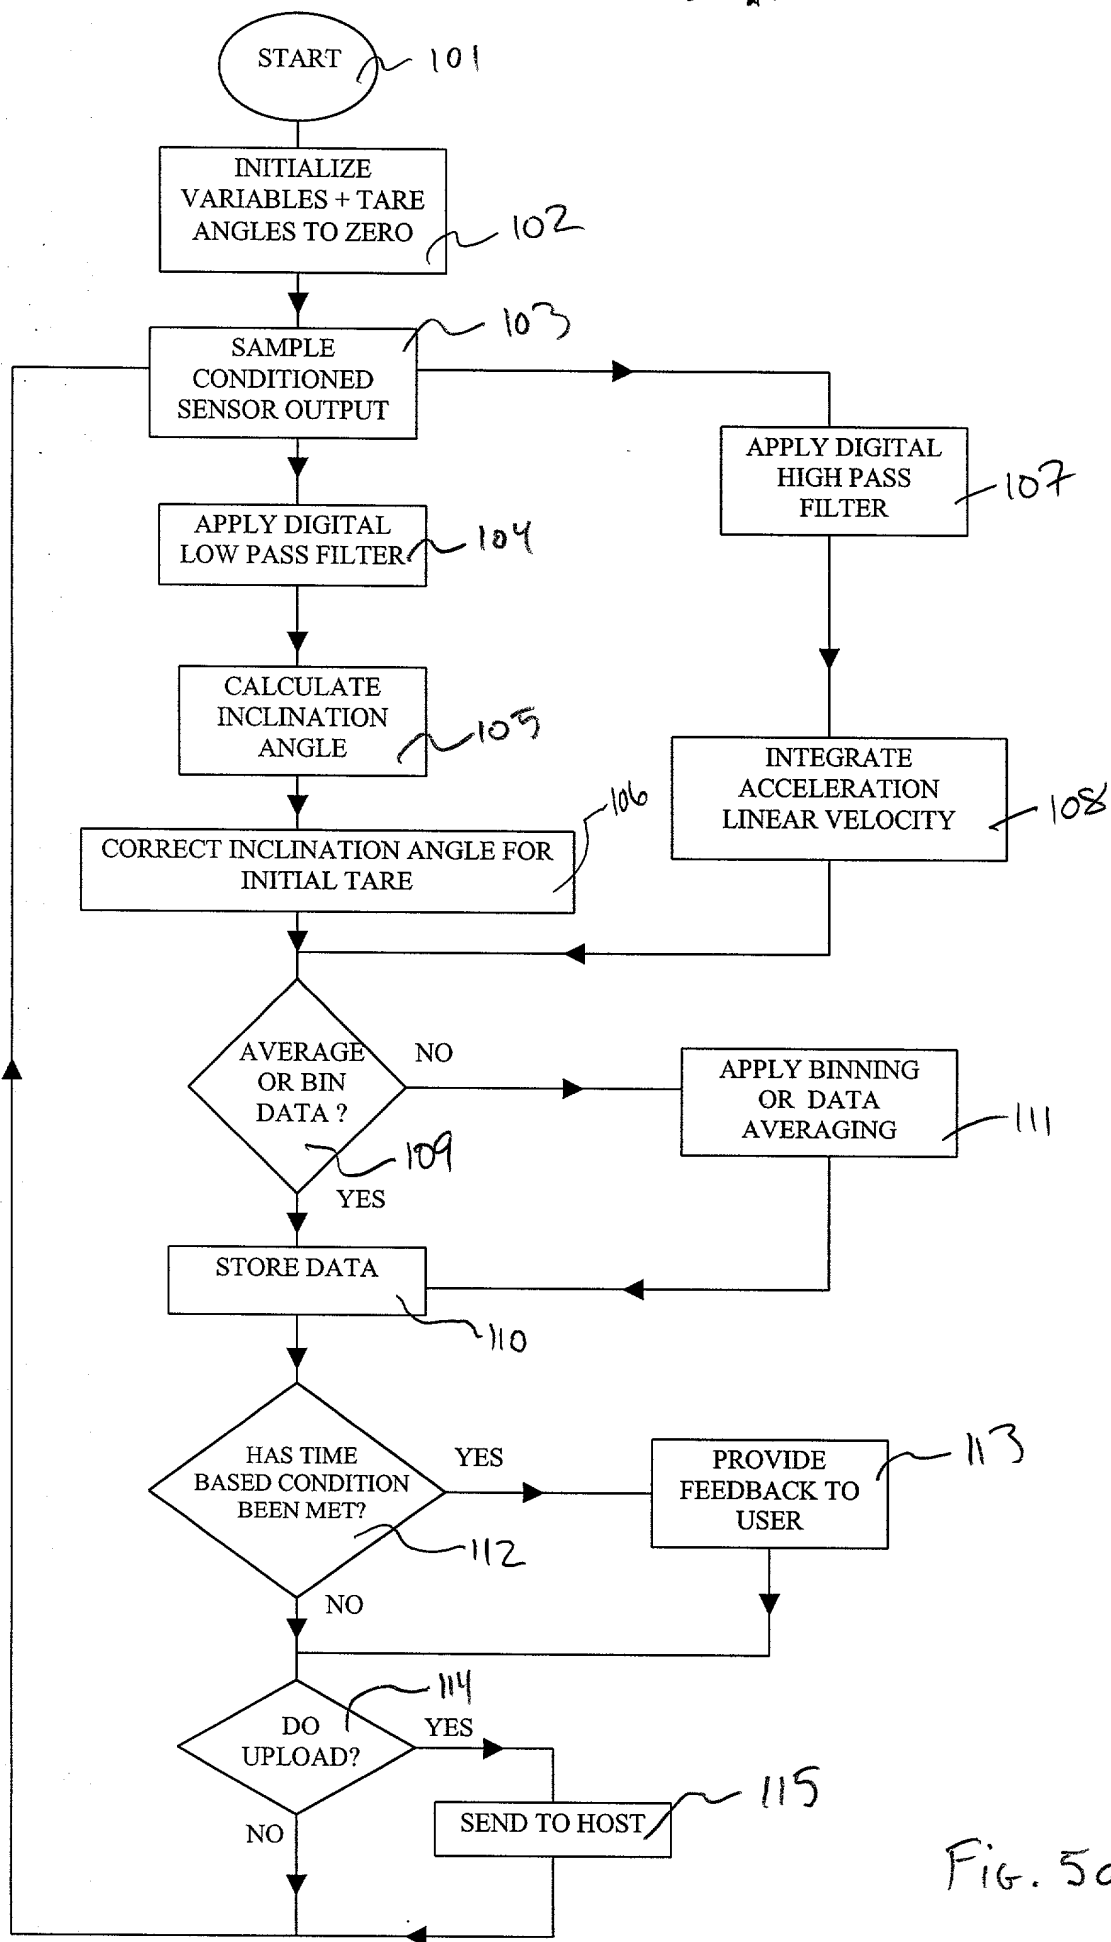 START
101
INITIALIZE
VARIABLES + TARE
ANGLES TO ZERO
102
103
SAMPLE
CONDITIONED
SENSOR OUTPUT
APPLY DIGITAL
HIGH PASS
FILTER
107
APPLY DIGITAL
LOW PASS FILTER
104
CALCULATE
INCLINATION
ANGLE
105
INTEGRATE
ACCELERATION
LINEAR VELOCITY
108
106
CORRECT INCLINATION ANGLE FOR
INITIAL TARE
AVERAGE
OR BIN
DATA ?
NO
109
YES
APPLY BINNING
OR DATA
AVERAGING
111
STORE DATA
110
HAS TIME
BASED CONDITION
BEEN MET?
YES
112
NO
PROVIDE
FEEDBACK TO
USER
113
114
DO
UPLOAD?
YES
NO
SEND TO HOST
115